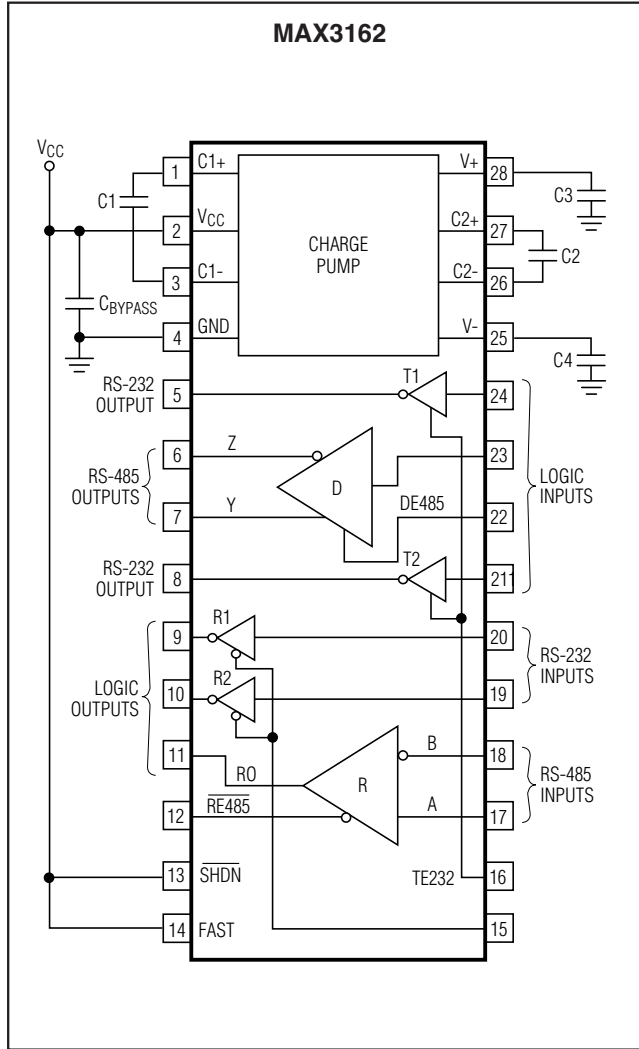 MAX3162
VCC
C1
1
C1+
V+
28
C3
2
VCC
CHARGE
PUMP
C2+
27
C2
3
C1-
C2-
26
CBYPASS
4
GND
V-
25
C4
RS-232
OUTPUT
5
T1
24
RS-485
OUTPUTS
6
Z
D
23
LOGIC
INPUTS
7
Y
DE485
22
RS-232
OUTPUT
8
T2
211
LOGIC
OUTPUTS
9
R1
20
RS-232
INPUTS
10
R2
19
11
RO
R
B
18
RS-485
INPUTS
12
RE485
A
17
13
SHDN
TE232
16
14
FAST
15